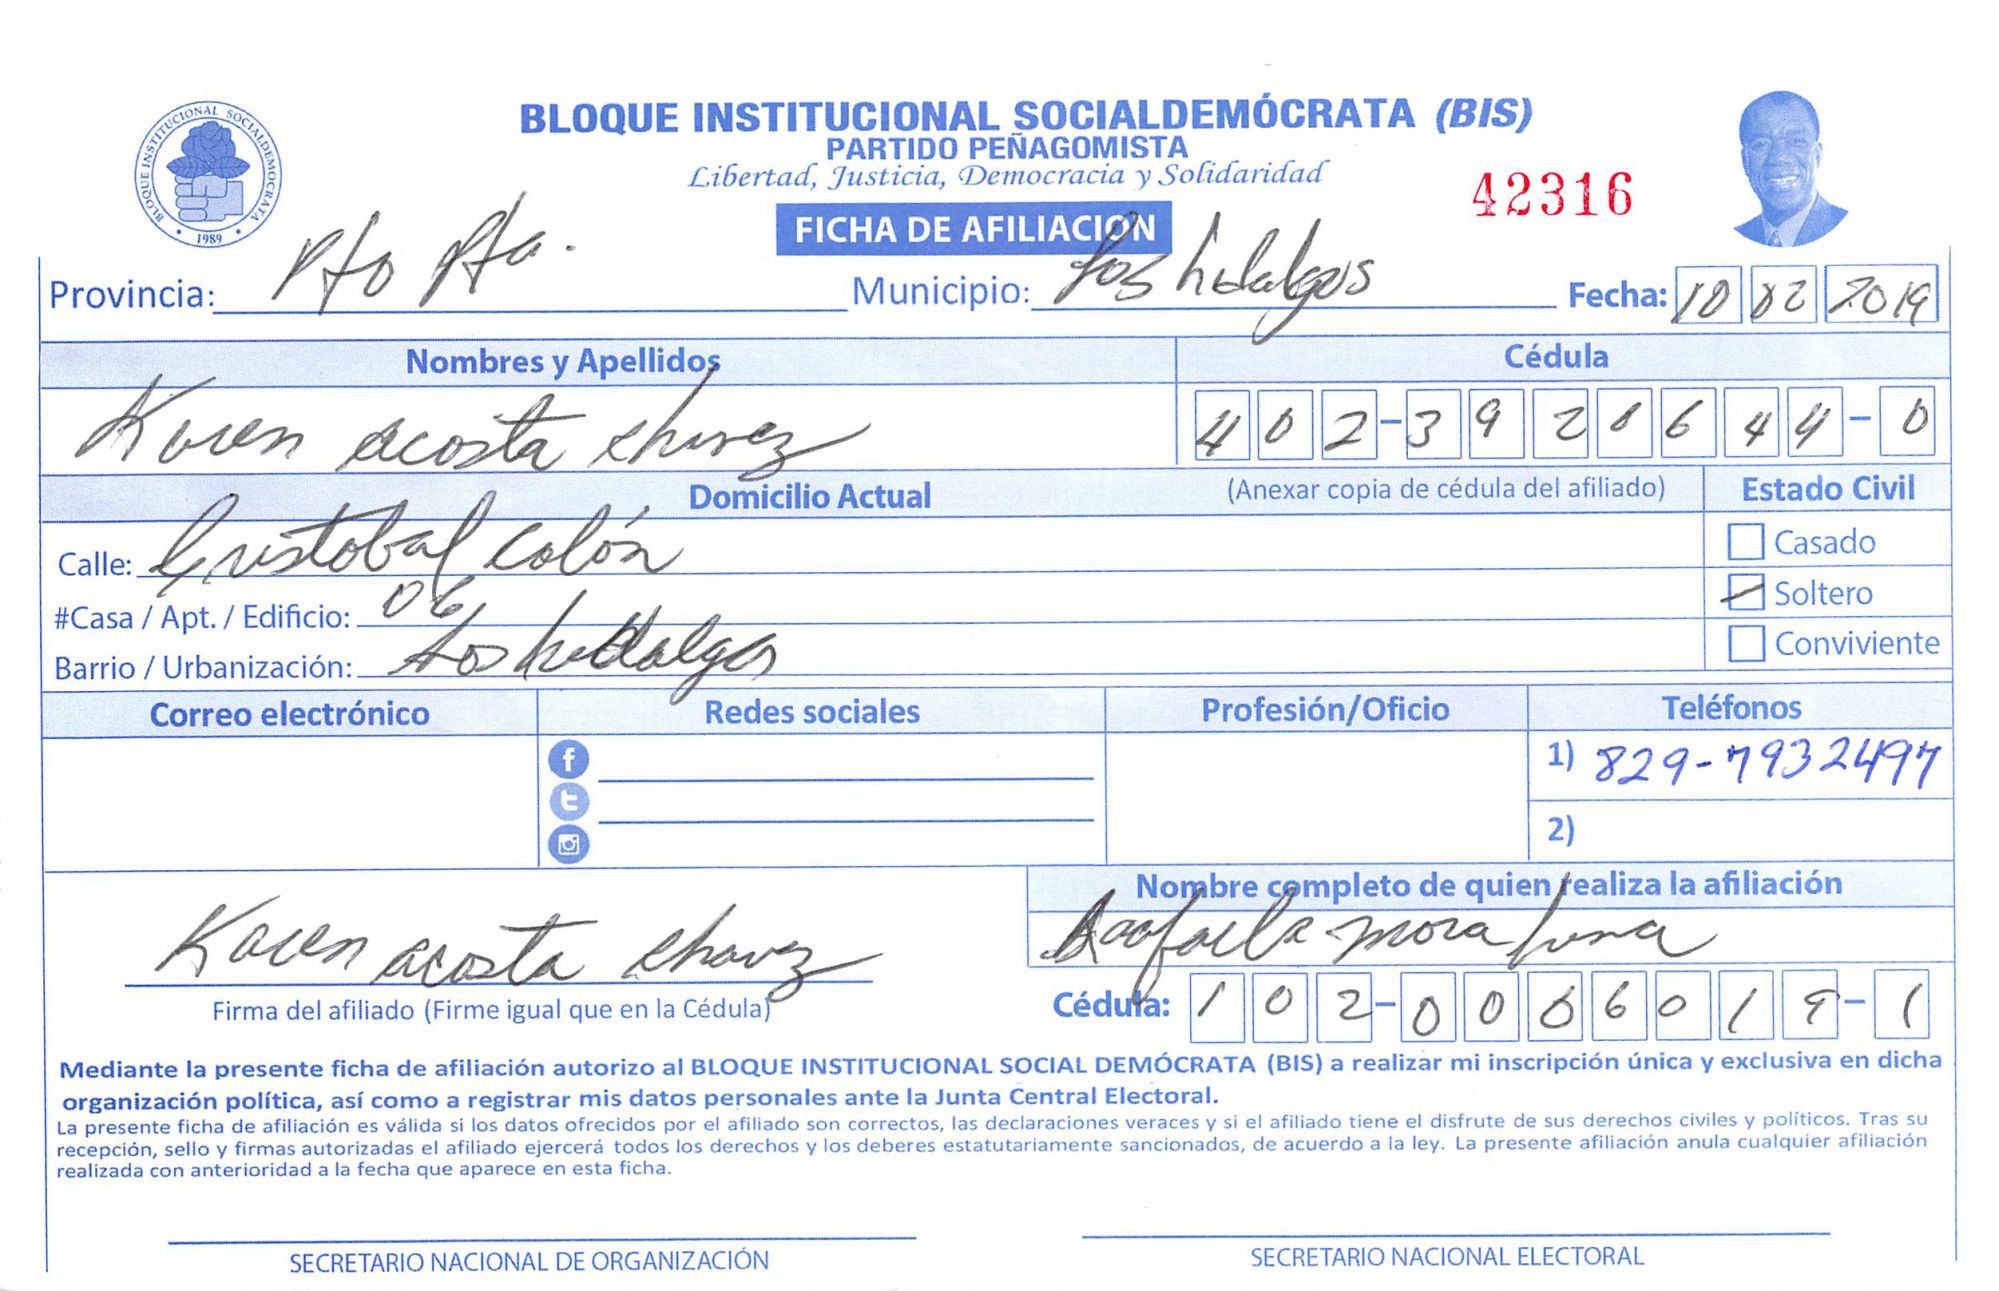 BLOQUE INSTITUCIONAL SOCIALDEMÓCRATA (BIS)
PARTIDO PEÑAGOMISTA
Libertad, Justicia, Democracia y Solidaridad
42316
BLOQUE INSTITUCIONAL SOCIALDEMOCRATA
1989
FICHA DE AFILIACION
Provincia: Pto Pta. Municipio: Los hidalgos Fecha: 10 02 2019
Nombres y Apellidos Cédula
Karen acosta chavez 402-3920644-0
Domicilio Actual (Anexar copia de cédula del afiliado) Estado Civil
Calle: Cristobal Colón Casado
#Casa / Apt. / Edificio: 06 Soltero
Barrio / Urbanización: Los hidalgos Conviviente
Correo electrónico Redes sociales Profesión/Oficio Teléfonos
1) 829-7932497
2)
Nombre completo de quien realiza la afiliación
Karen acosta chavez Rafaela mora
Firma del afiliado (Firme igual que en la Cédula) Cédula: 102-0006019-1
Mediante la presente ficha de afiliación autorizo al BLOQUE INSTITUCIONAL SOCIAL DEMÓCRATA (BIS) a realizar mi inscripción única y exclusiva en dicha
organización política, así como a registrar mis datos personales ante la Junta Central Electoral.
La presente ficha de afiliación es válida si los datos ofrecidos por el afiliado son correctos, las declaraciones veraces y si el afiliado tiene el disfrute de sus derechos civiles y políticos. Tras su
recepción, sello y firmas autorizadas el afiliado ejercerá todos los derechos y los deberes estatutariamente sancionados, de acuerdo a la ley. La presente afiliación anula cualquier afiliación
realizada con anterioridad a la fecha que aparece en esta ficha.
SECRETARIO NACIONAL DE ORGANIZACIÓN SECRETARIO NACIONAL ELECTORAL